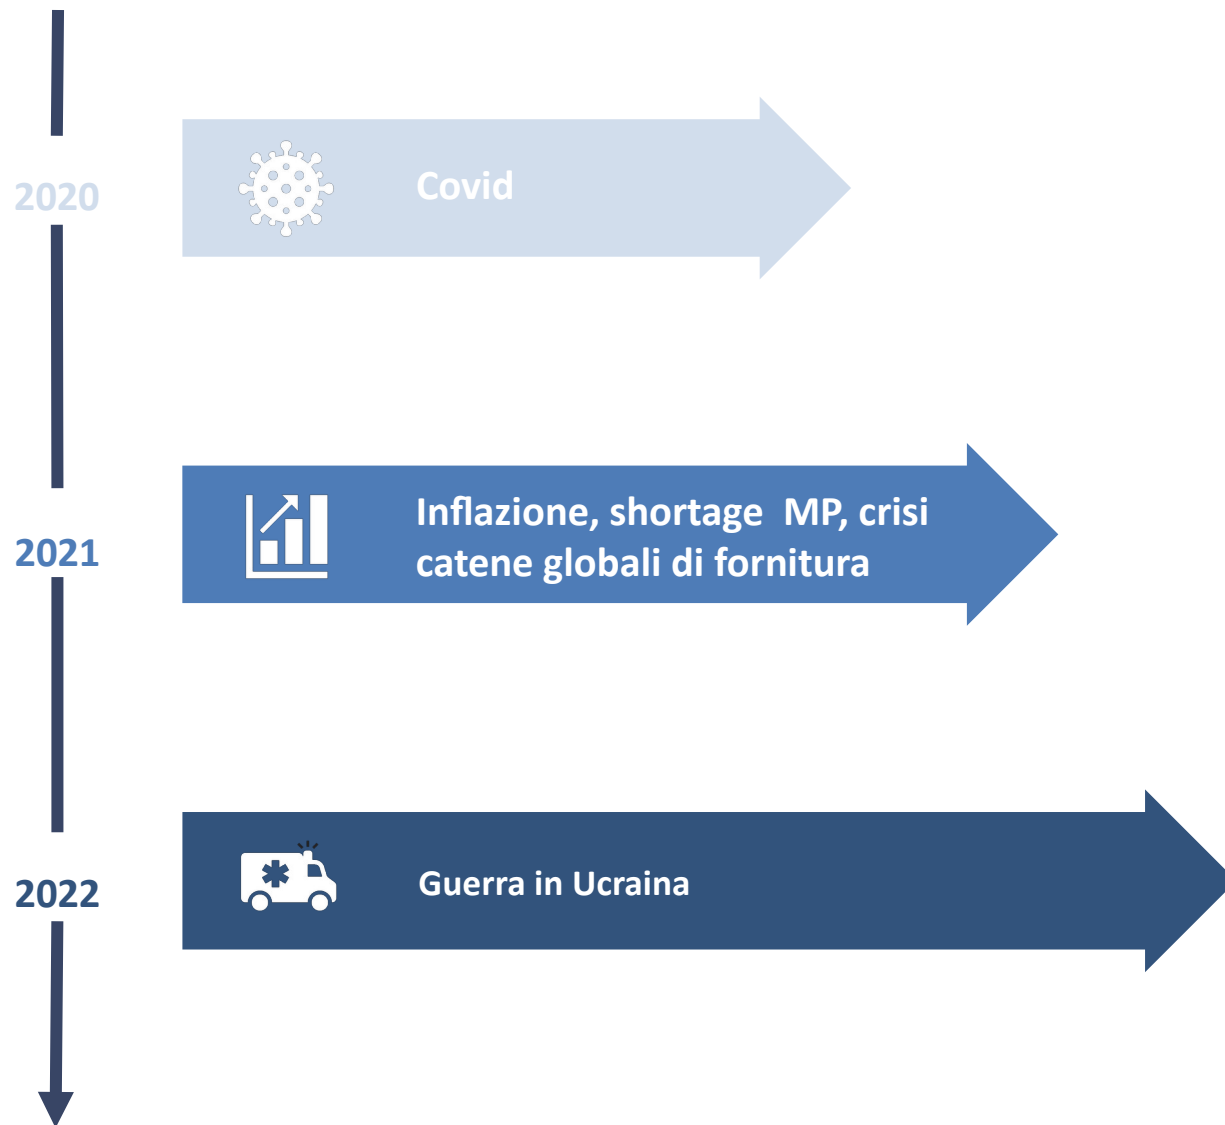 2020
Covid
2021
Inflazione, shortage  MP, crisi
catene globali di fornitura
2022
Guerra in Ucraina